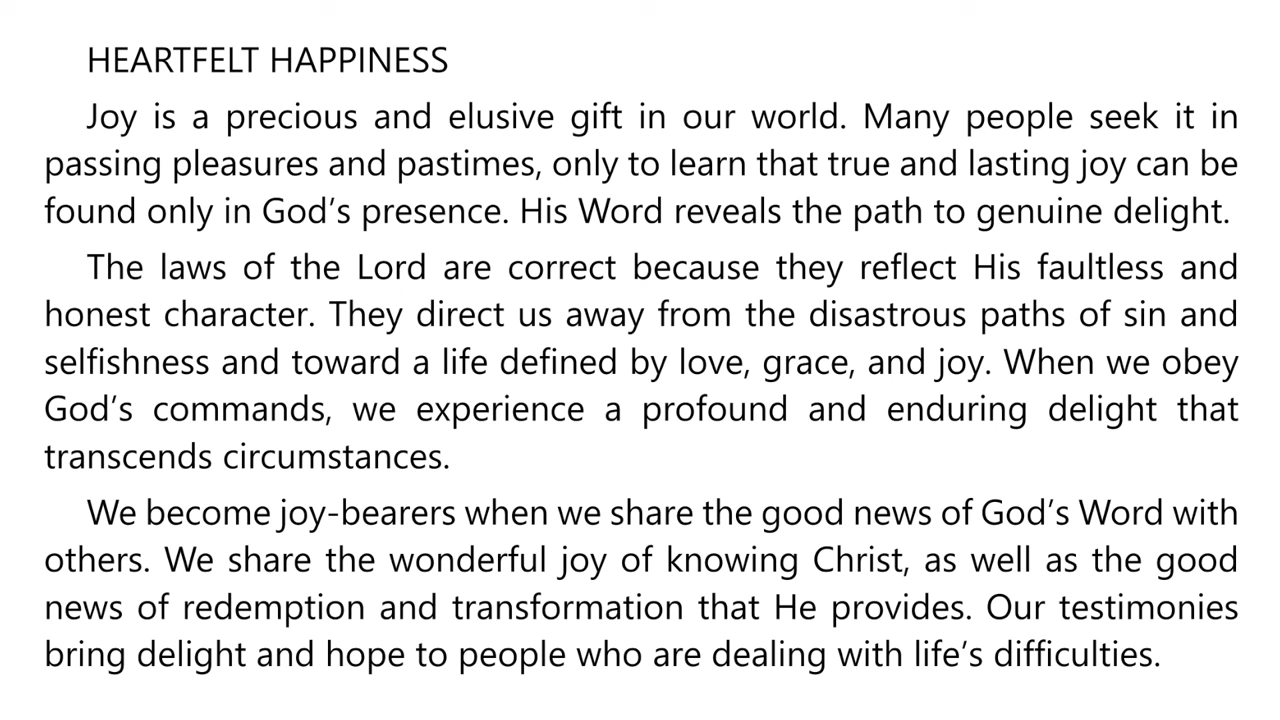 HEARTFELT HAPPINESS
Joy is a precious and elusive gift in our world. Many people seek it in
passing pleasures and pastimes, only to learn that true and lasting joy can be
found only in God’s presence. His Word reveals the path to genuine delight.
The laws of the Lord are correct because they reflect His faultless and
honest character. They direct us away from the disastrous paths of sin and
selfishness and toward a life defined by love, grace, and joy. When we obey
God’s commands, we experience a profound and enduring delight that
transcends circumstances.
We become joy-bearers when we share the good news of God’s Word with
others. We share the wonderful joy of knowing Christ, as well as the good
news of redemption and transformation that He provides. Our testimonies
bring delight and hope to people who are dealing with life’s difficulties.